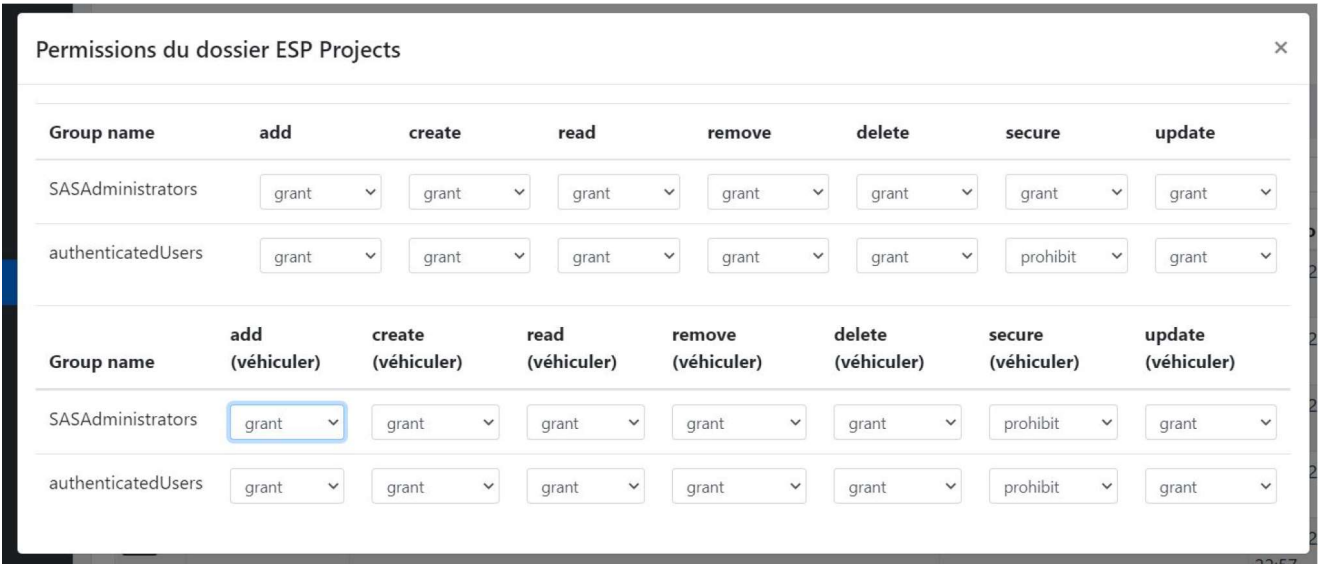 Permissions du dossier ESP Projects ×
Group name add create read remove delete secure update
SASAdministrators grant grant grant grant grant grant grant
authenticatedUsers grant grant grant grant grant prohibit grant
add create read remove delete secure update
Group name (véhiculer) (véhiculer) (véhiculer) (véhiculer) (véhiculer) (véhiculer) (véhiculer)
SASAdministrators grant grant grant grant grant prohibit grant
authenticatedUsers grant grant grant grant grant prohibit grant